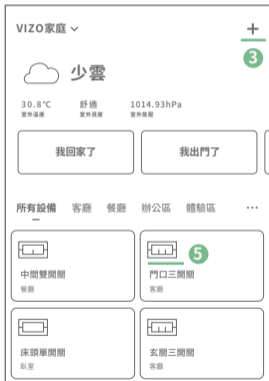 VIZO家庭
3
少雲
30.8°C 舒適 1014.93hPa
室外溫度 室外濕度 室外氣壓
我回家了 我出門了
所有設備 客廳 餐廳 辦公區 體驗區 ...
5
中間雙開關 門口三開關
餐廳 客廳
床頭單開關 玄關三開關
臥室 客廳